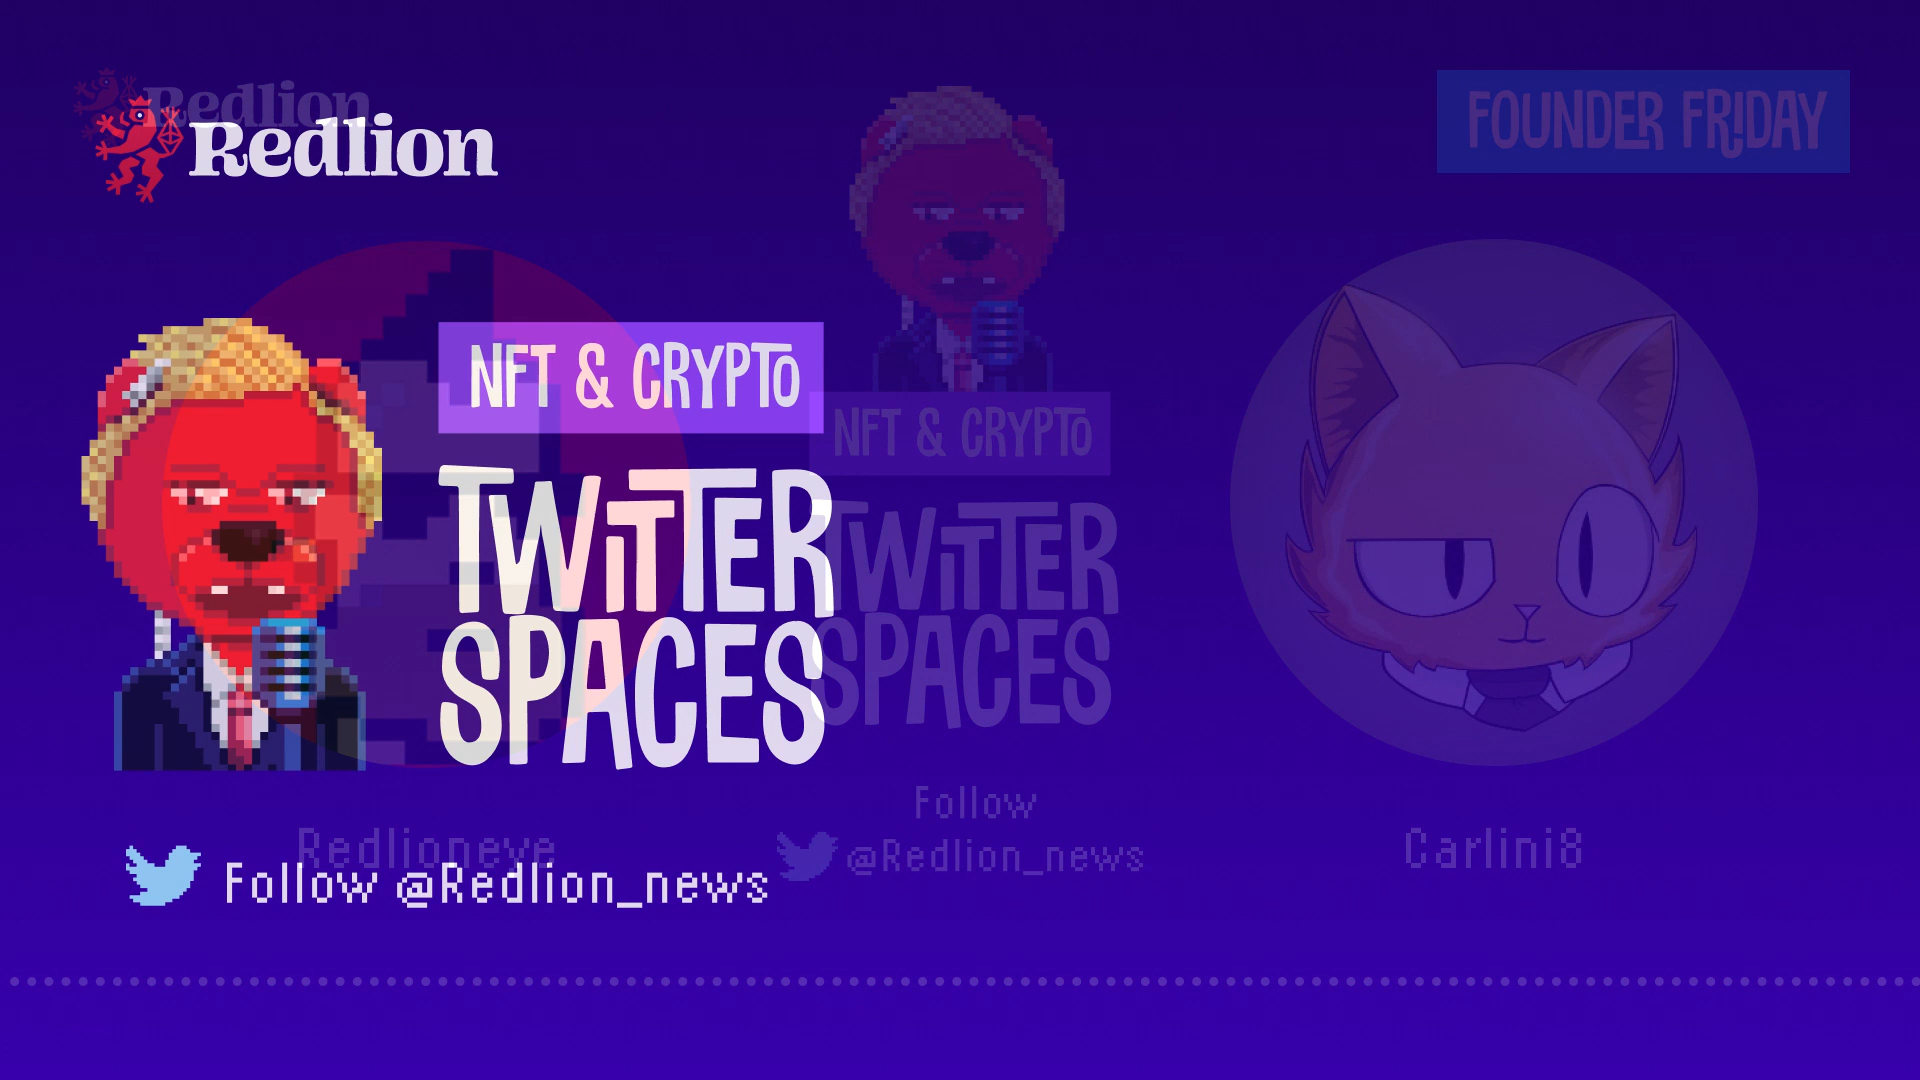 Redlion
Redlion
FOUNDER FRIDAY
NFT & CRYPTO
TWITTER
SPACES
NFT & CRYPTO
TWITTER
SPACES
Redlioneye
Follow @Redlion_news
Follow
@Redlion_news
Carlini8